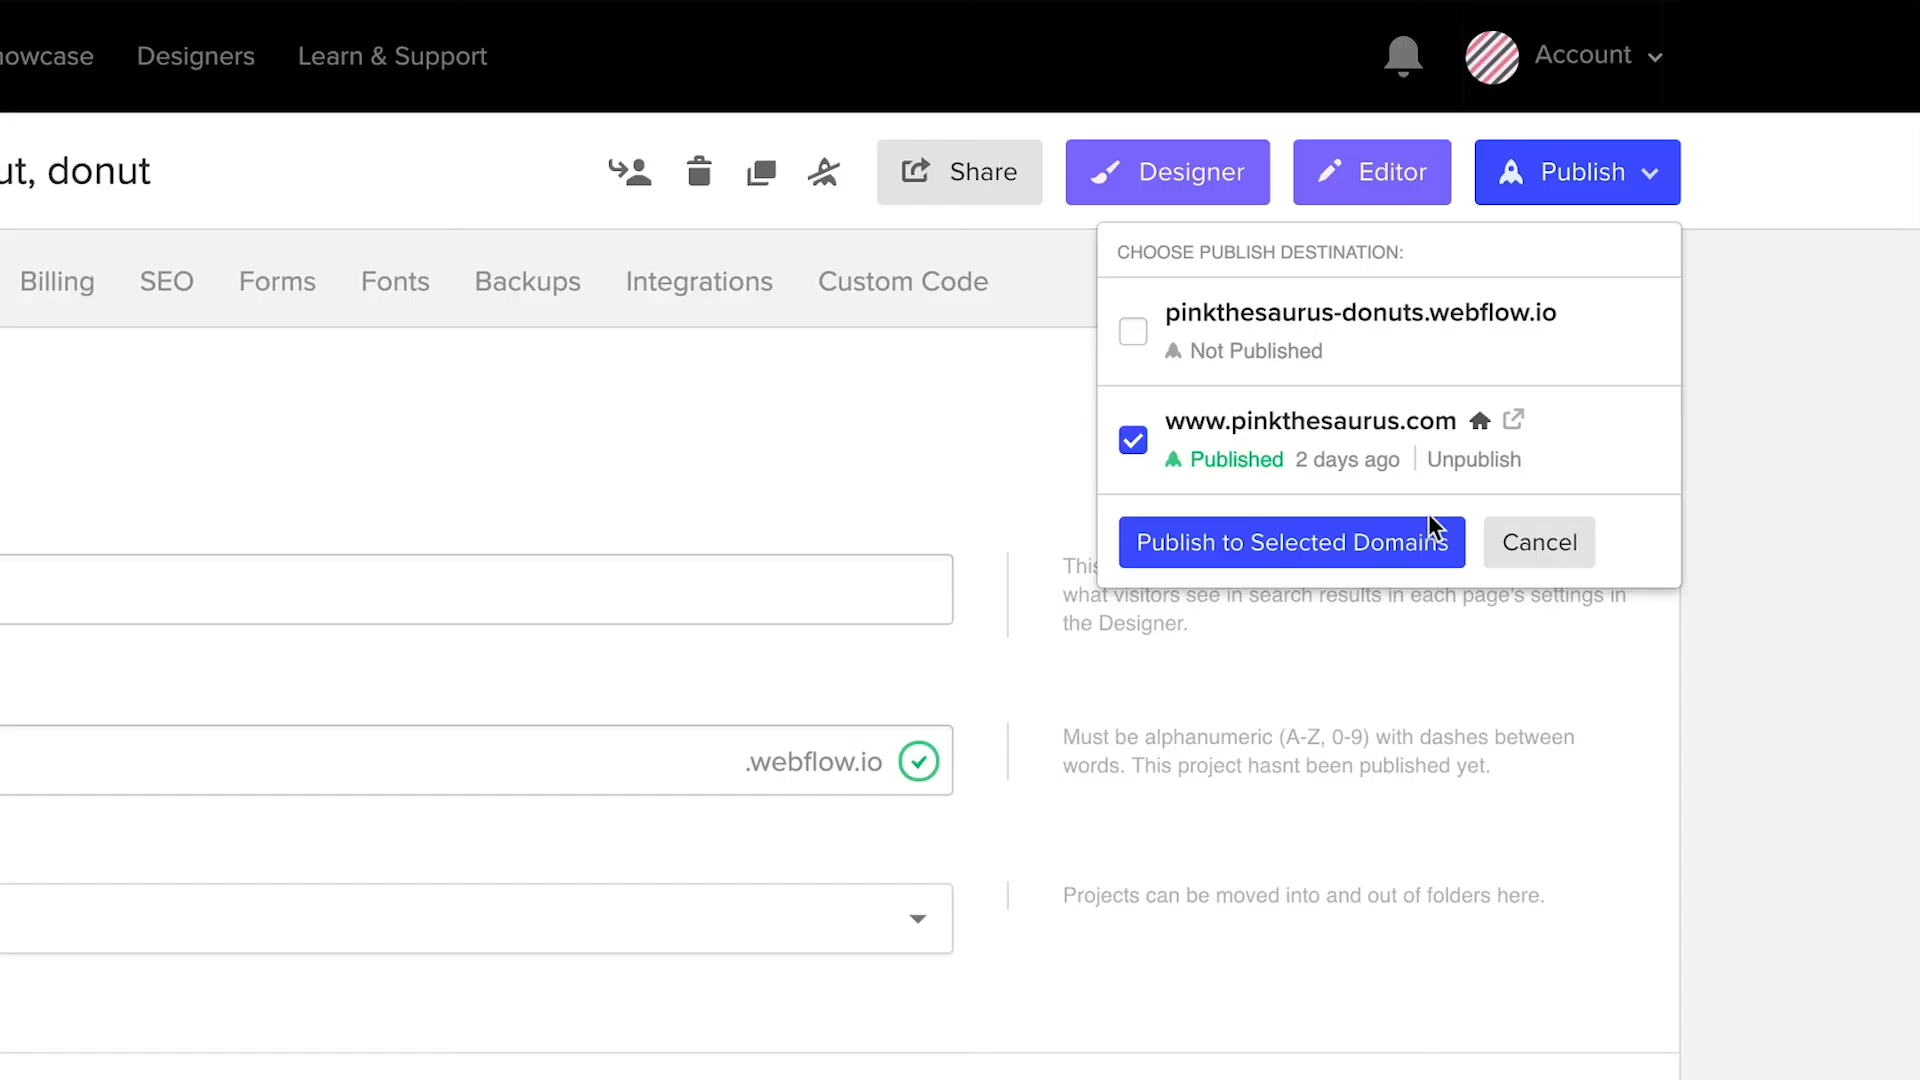 howcase Designers Learn & Support Account
ut, donut Share Designer Editor Publish
CHOOSE PUBLISH DESTINATION:
Billing SEO Forms Fonts Backups Integrations Custom Code
pinkthesaurus-donuts.webflow.io
Not Published
www.pinkthesaurus.com
Published 2 days ago Unpublish
Publish to Selected Domains Cancel
This
what visitors see in search results in each page's settings in
the Designer.
.webflow.io
Must be alphanumeric (A-Z, 0-9) with dashes between
words. This project hasnt been published yet.
Projects can be moved into and out of folders here.